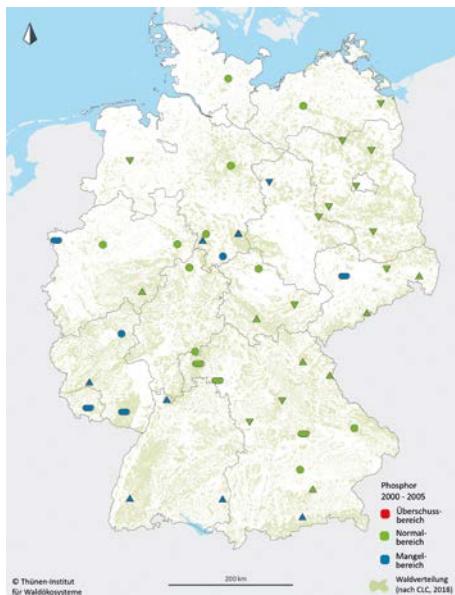 Phosphor
2000 - 2005
Überschuss-
bereich
Normal-
bereich
Mangel-
bereich
Waldverteilung
(nach CLC, 2018)
© Thünen-Institut
für Waldökosysteme
200 km